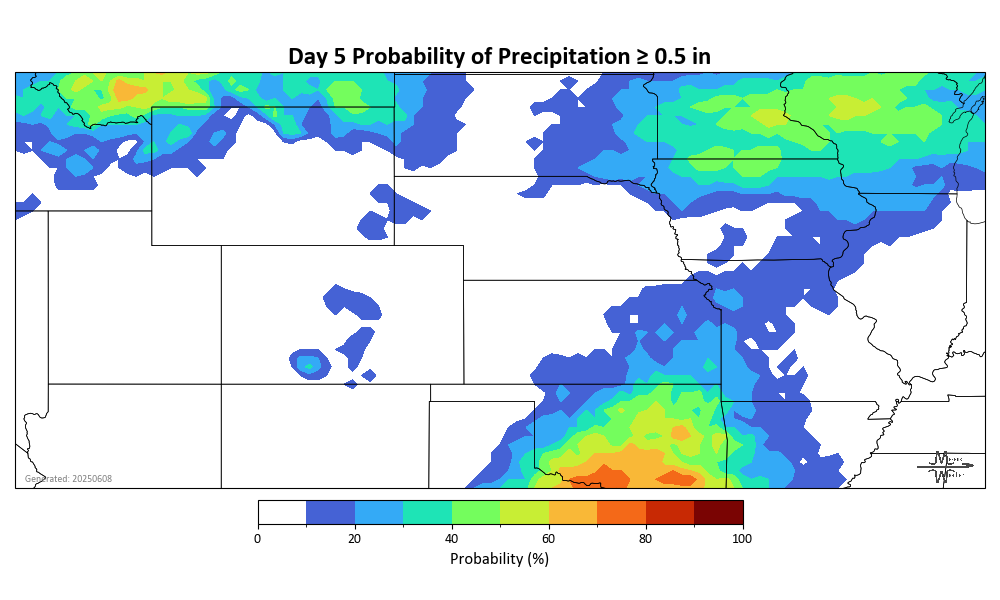 Day 5 Probability of Precipitation ≥ 0.5 in
Generated: 20250608
0 20 40 60 80 100
Probability (%)